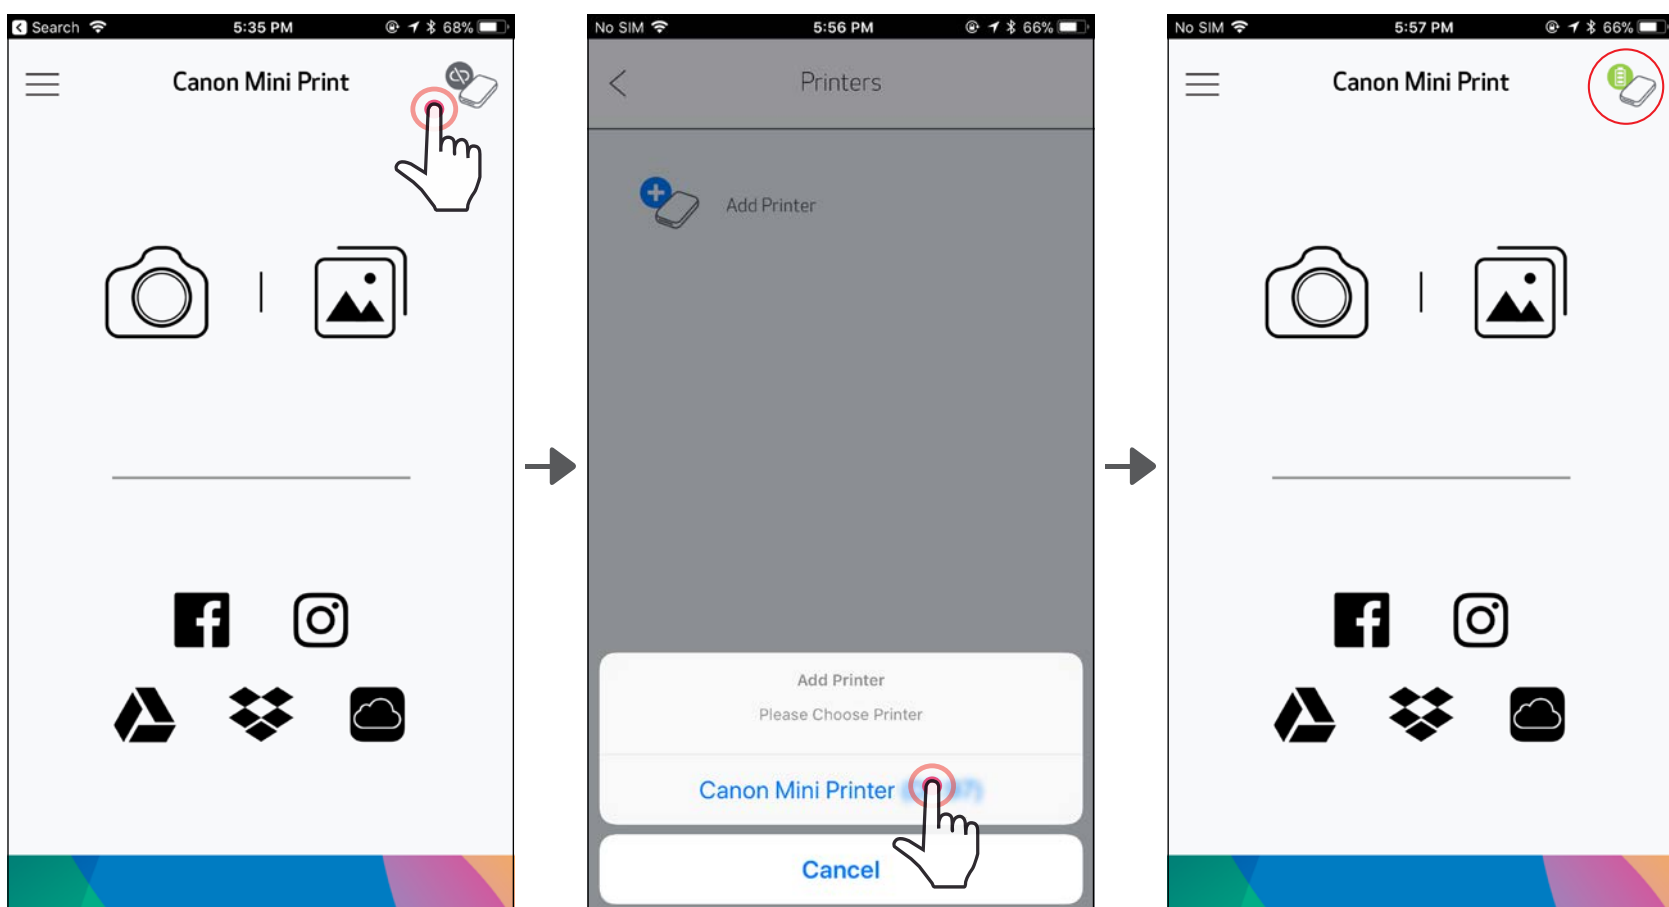 Search 5:35 PM 68%
Canon Mini Print
No SIM 5:56 PM 66%
Printers
Add Printer
Add Printer
Please Choose Printer
Canon Mini Printer
Cancel
No SIM 5:57 PM 66%
Canon Mini Print